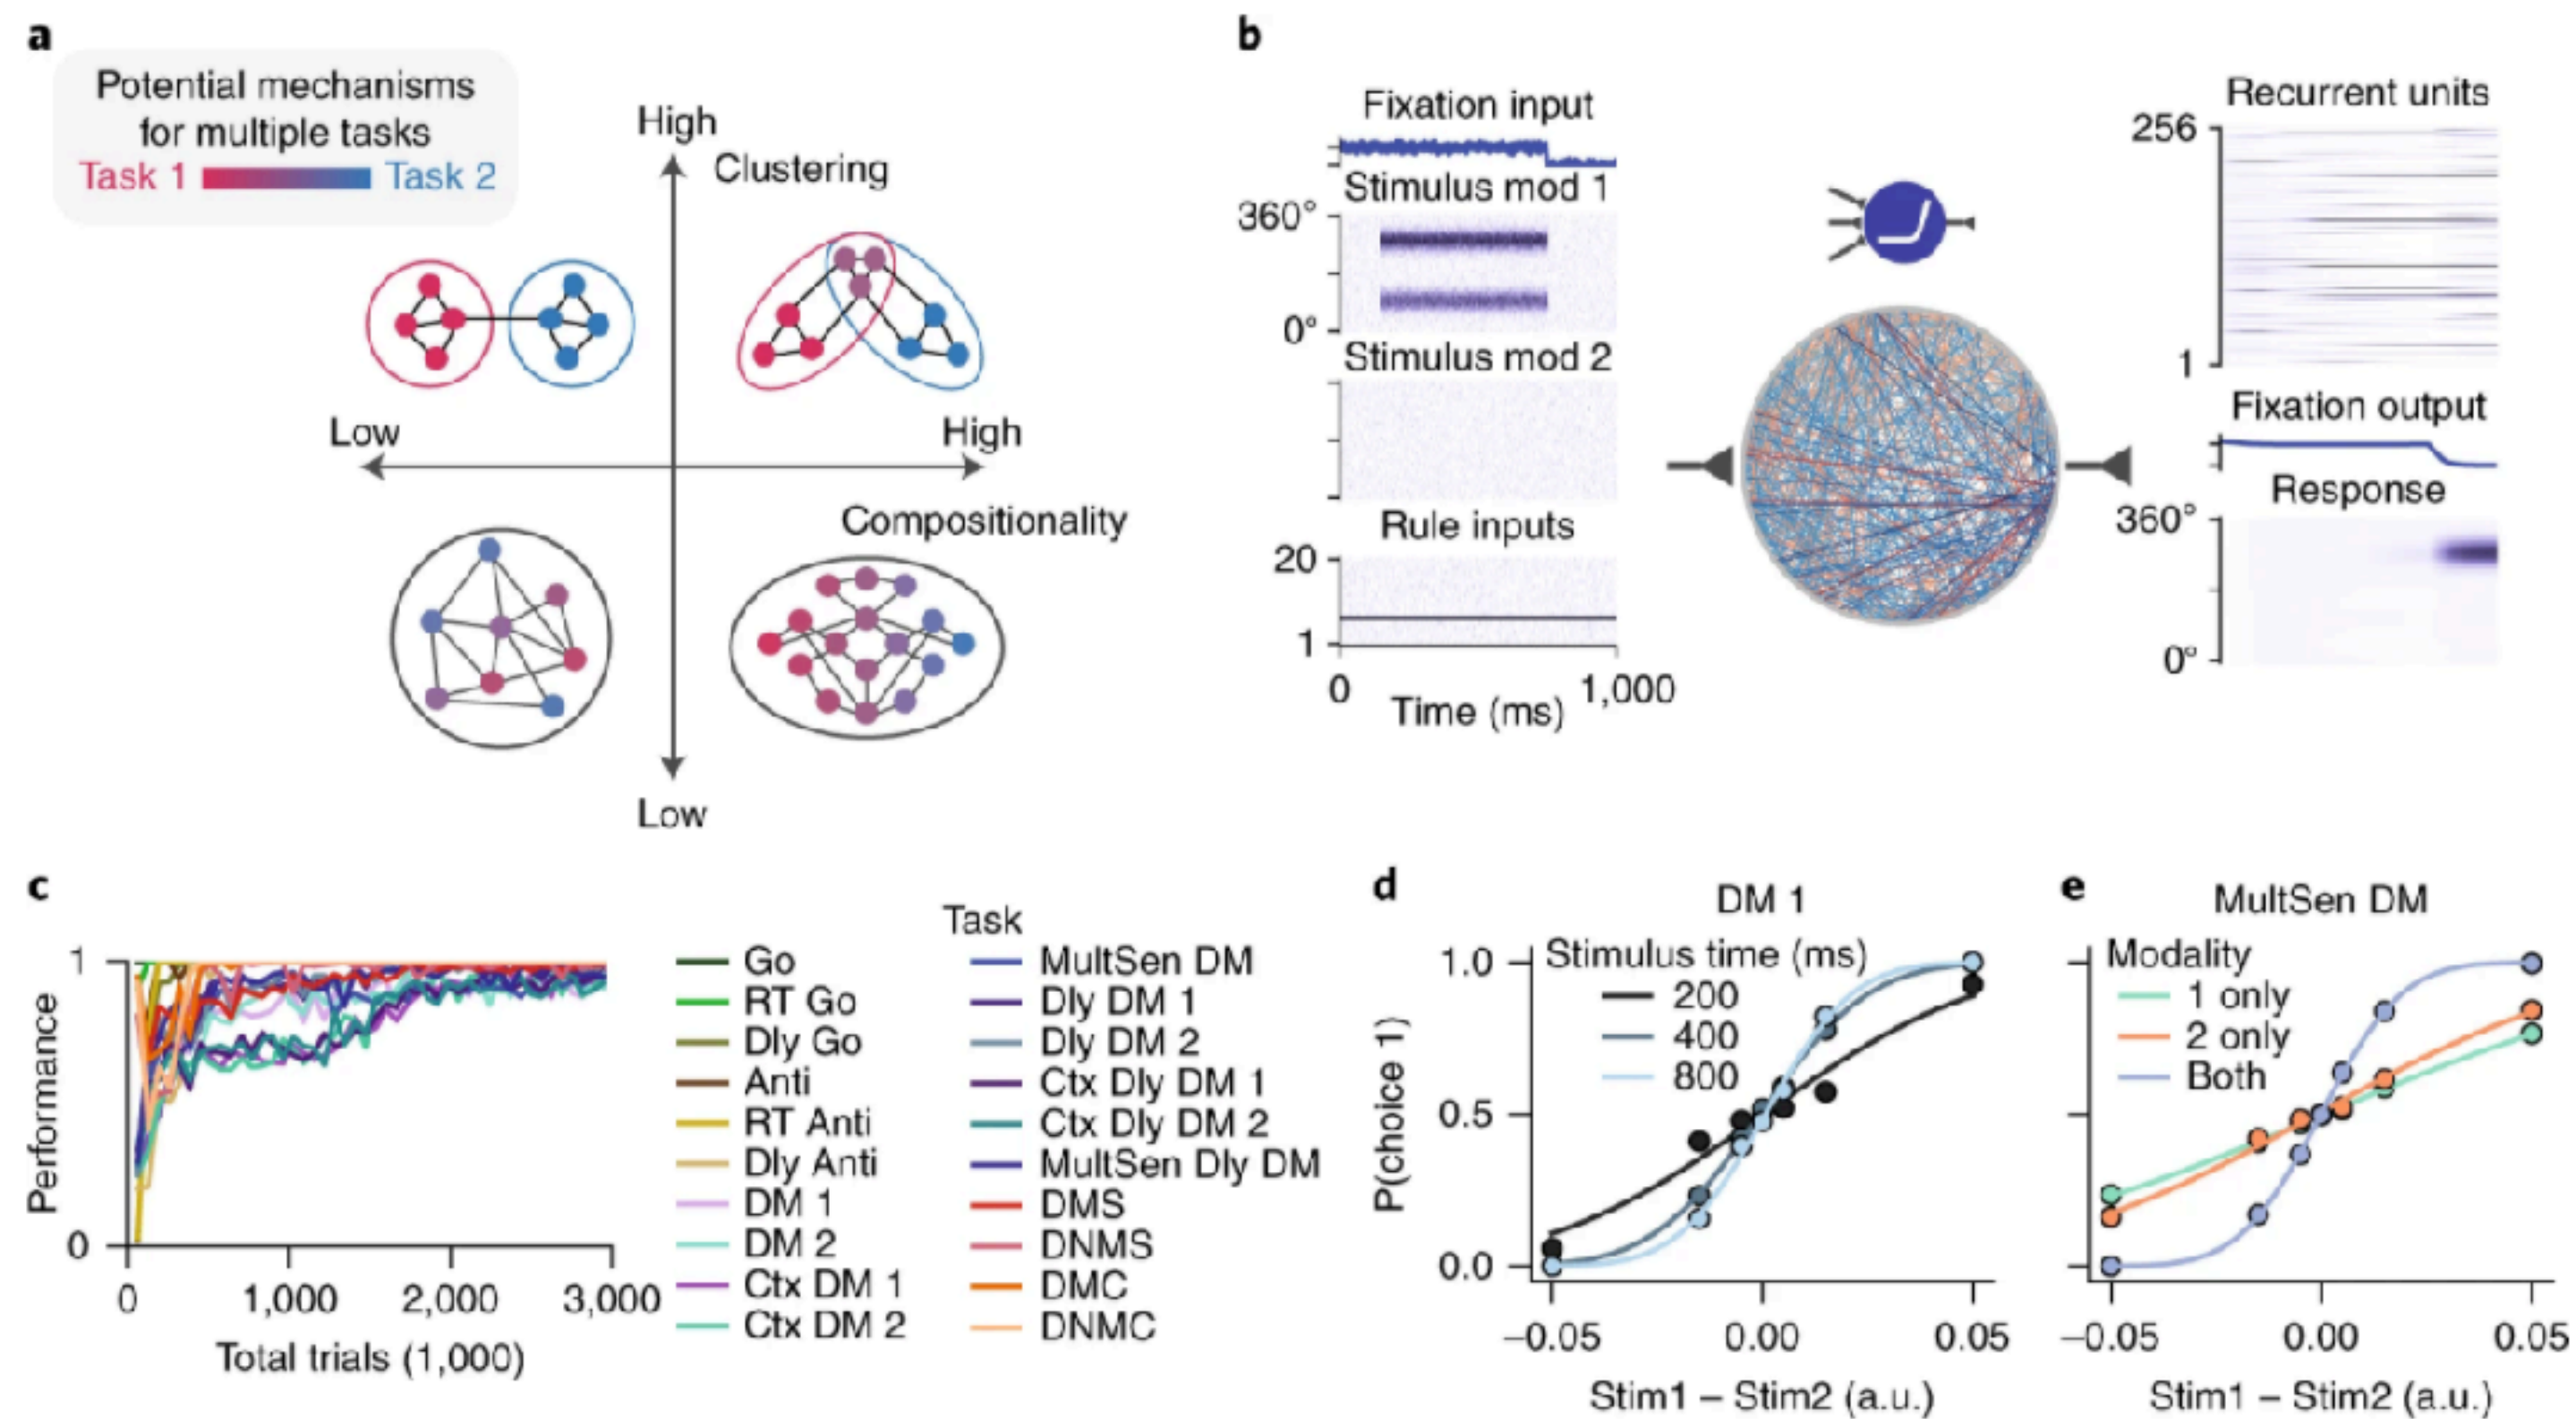 a
Potential mechanisms
for multiple tasks
Task 1 Task 2
High
Clustering
Low
High
Compositionality
Low
b
Fixation input
Stimulus mod 1
360°
0°
Stimulus mod 2
Rule inputs
20
1
0
1,000
Time (ms)
Recurrent units
256
1
Fixation output
Response
360°
0°
c
Performance
1
0
0 1,000 2,000 3,000
Total trials (1,000)
Task
Go
RT Go
Dly Go
Anti
RT Anti
Dly Anti
DM 1
DM 2
Ctx DM 1
Ctx DM 2
MultSen DM
Dly DM 1
Dly DM 2
Ctx Dly DM 1
Ctx Dly DM 2
MultSen Dly DM
DMS
DNMS
DMC
DNMC
d
DM 1
P(choice 1)
1.0
0.5
0.0
Stimulus time (ms)
200
400
800
−0.05 0.00 0.05
Stim1 – Stim2 (a.u.)
e
MultSen DM
Modality
1 only
2 only
Both
−0.05 0.00 0.05
Stim1 – Stim2 (a.u.)